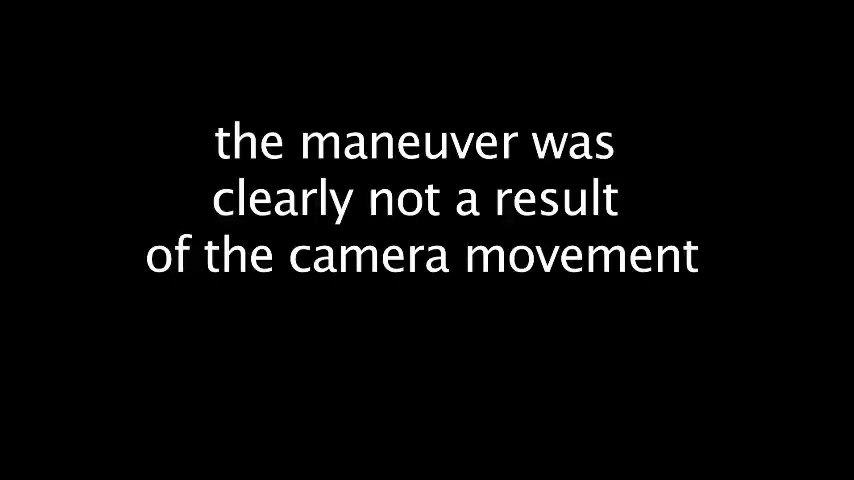 the maneuver was
clearly not a result
of the camera movement